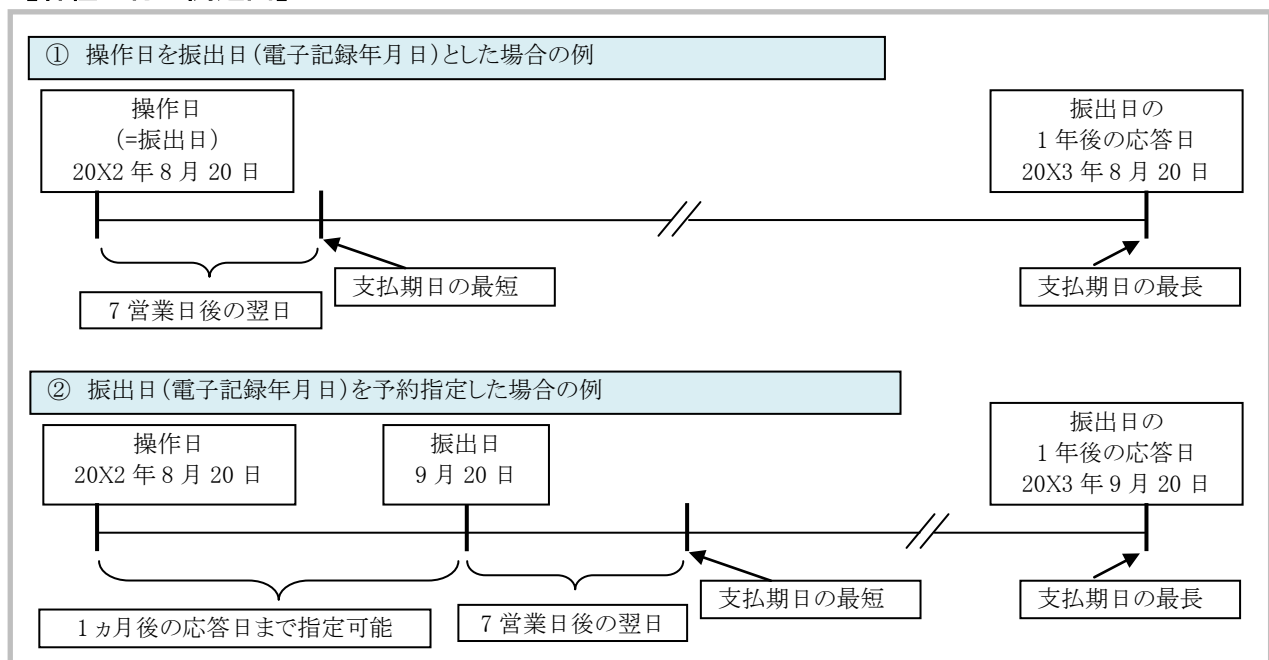 ① 操作日を振出日(電子記録年月日)とした場合の例
操作日
(=振出日)
20X2 年 8 月 20 日
振出日の
1 年後の応答日
20X3 年 8 月 20 日
支払期日の最短
支払期日の最長
7 営業日後の翌日
② 振出日(電子記録年月日)を予約指定した場合の例
操作日
20X2 年 8 月 20 日
振出日
9 月 20 日
振出日の
1 年後の応答日
20X3 年 9 月 20 日
支払期日の最短
支払期日の最長
1 ヵ月後の応答日まで指定可能
7 営業日後の翌日